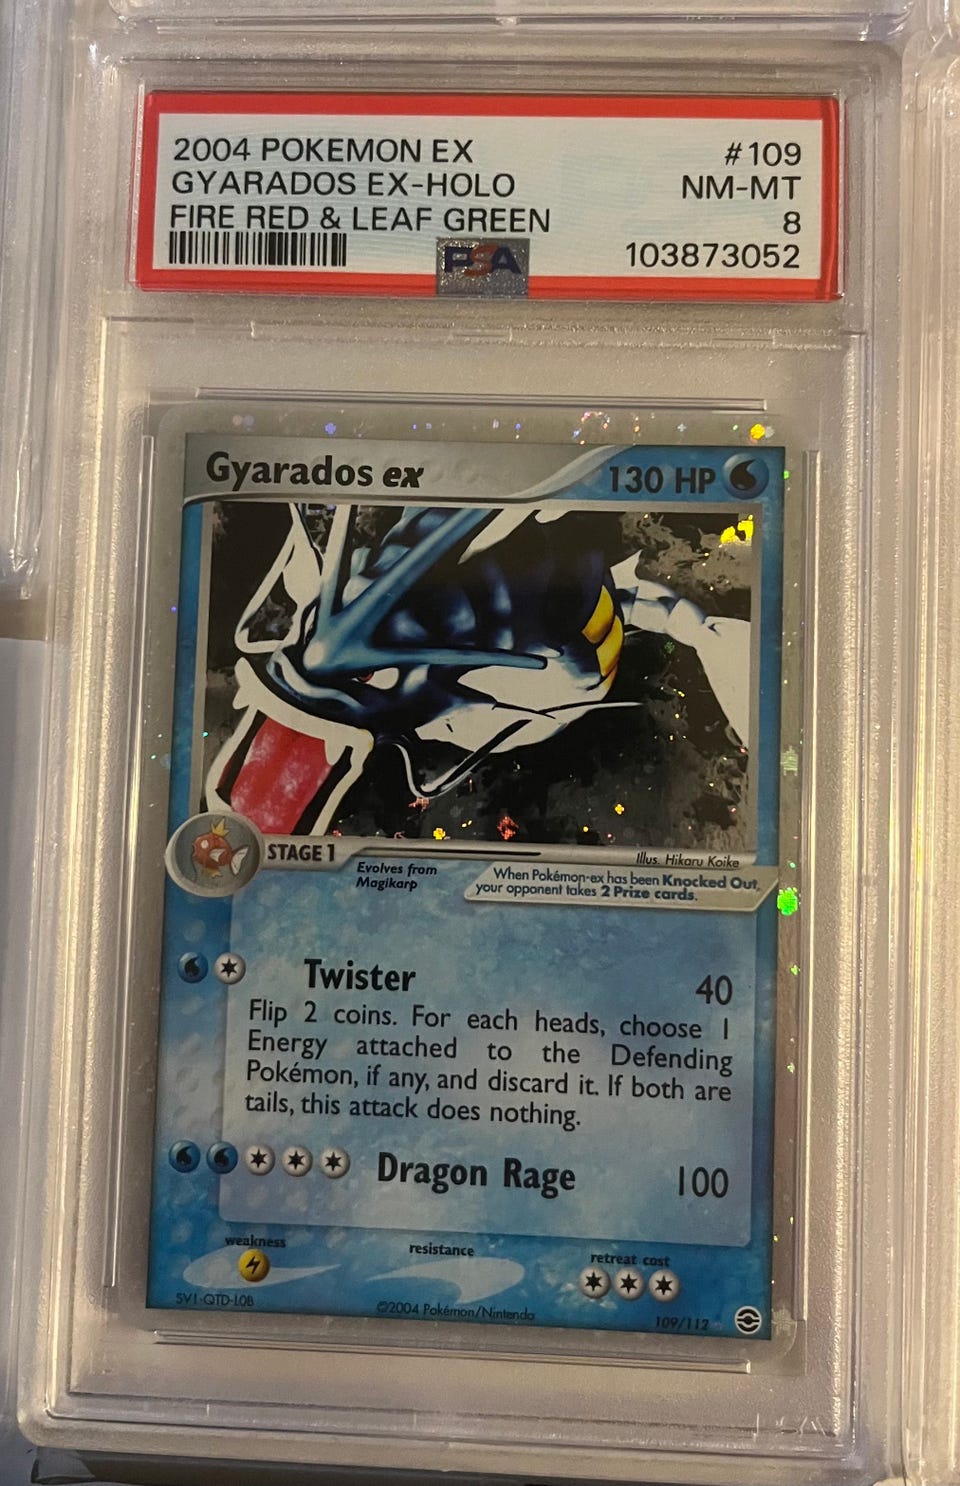 2004 POKEMON EX #109
GYARADOS EX-HOLO NM-MT
FIRE RED & LEAF GREEN 8
PSA 103873052
Gyarados ex 130 HP
STAGE 1
Evolves from
Magikarp
Illus. Hikaru Koike
When Pokémon-ex has been Knocked Out,
your opponent takes 2 Prize cards.
Twister 40
Flip 2 coins. For each heads, choose 1
Energy attached to the Defending
Pokémon, if any, and discard it. If both are
tails, this attack does nothing.
Dragon Rage 100
weakness resistance retreat cost
SV1-QTD-L0B ©2004 Pokémon/Nintendo 109/112